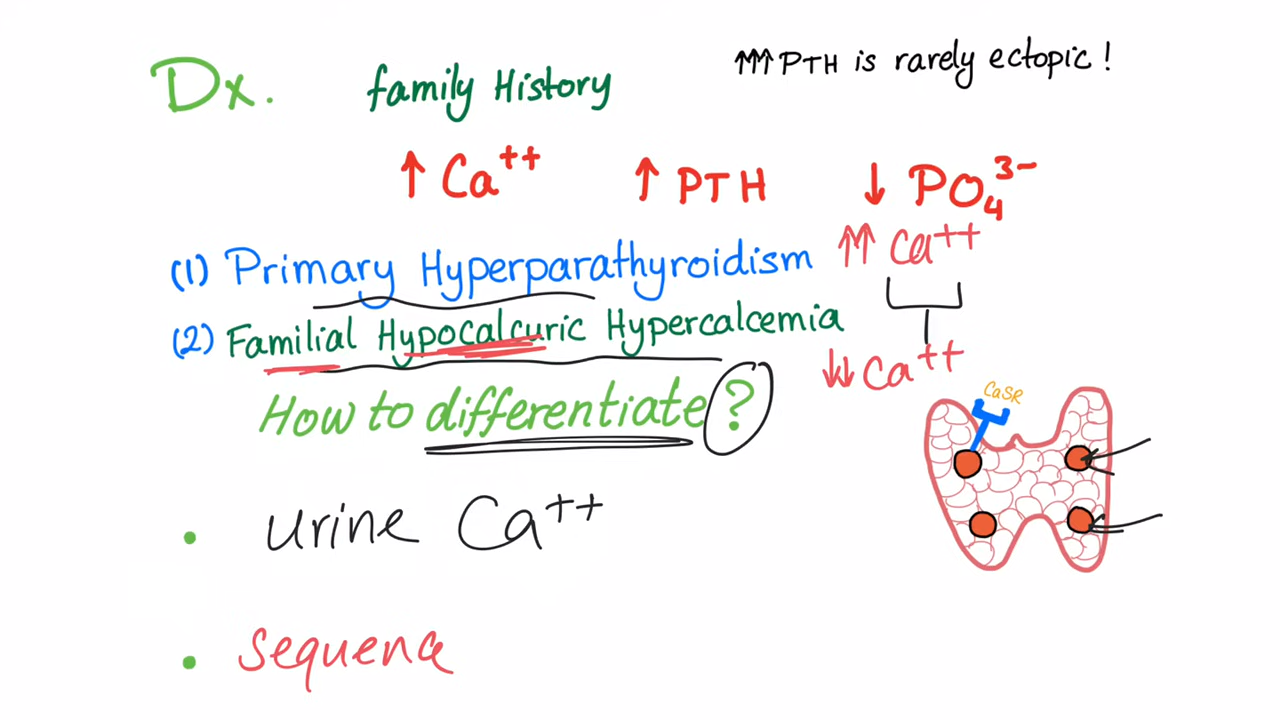 Dx. family History
↑↑↑ PTH is rarely ectopic!
↑ Ca++ ↑ PTH ↓ PO4 3-
(1) Primary Hyperparathyroidism ↑↑ Ca++
(2) Familial Hypocalcuric Hypercalcemia
↓↓ Ca++
How to differentiate ?
CaSR
• urine Ca++
• Sequenc